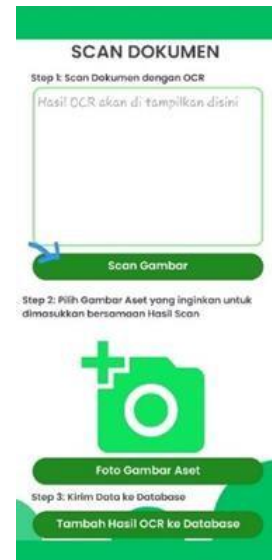 SCAN DOKUMEN
Step 1: Scan Dokumen dengan OCR
Hasil OCR akan di tampilkan disini
Scan Gambar
Step 2: Pilih Gambar Aset yang inginkan untuk
dimasukkan bersamaan Hasil Scan
Foto Gambar Aset
Step 3: Kirim Data ke Database
Tambah Hasil OCR ke Database